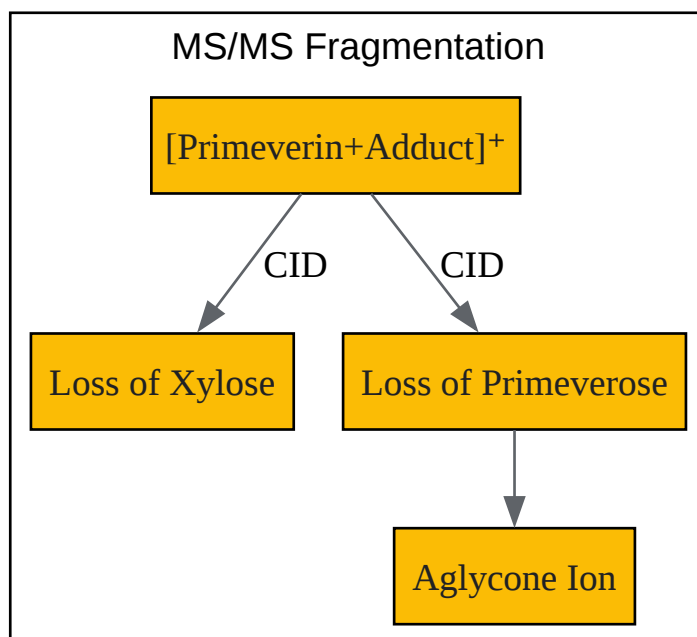 MS/MS Fragmentation
[Primeverin+Adduct]⁺
CID CID
Loss of Xylose Loss of Primeverose
Aglycone Ion